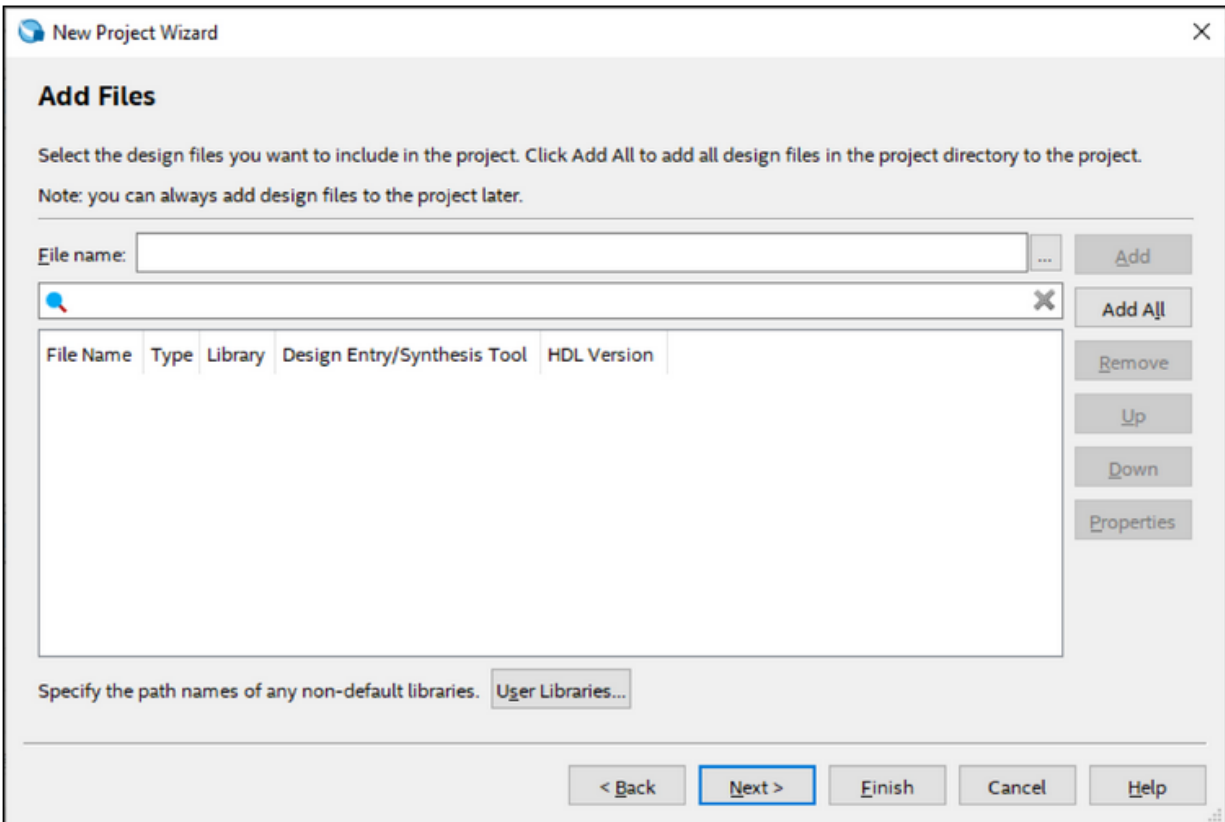 New Project Wizard
Add Files
Select the design files you want to include in the project. Click Add All to add all design files in the project directory to the project.
Note: you can always add design files to the project later.
File name: ... Add
Add All
File Name Type Library Design Entry/Synthesis Tool HDL Version
Remove
Up
Down
Properties
Specify the path names of any non-default libraries. User Libraries...
< Back Next > Finish Cancel Help